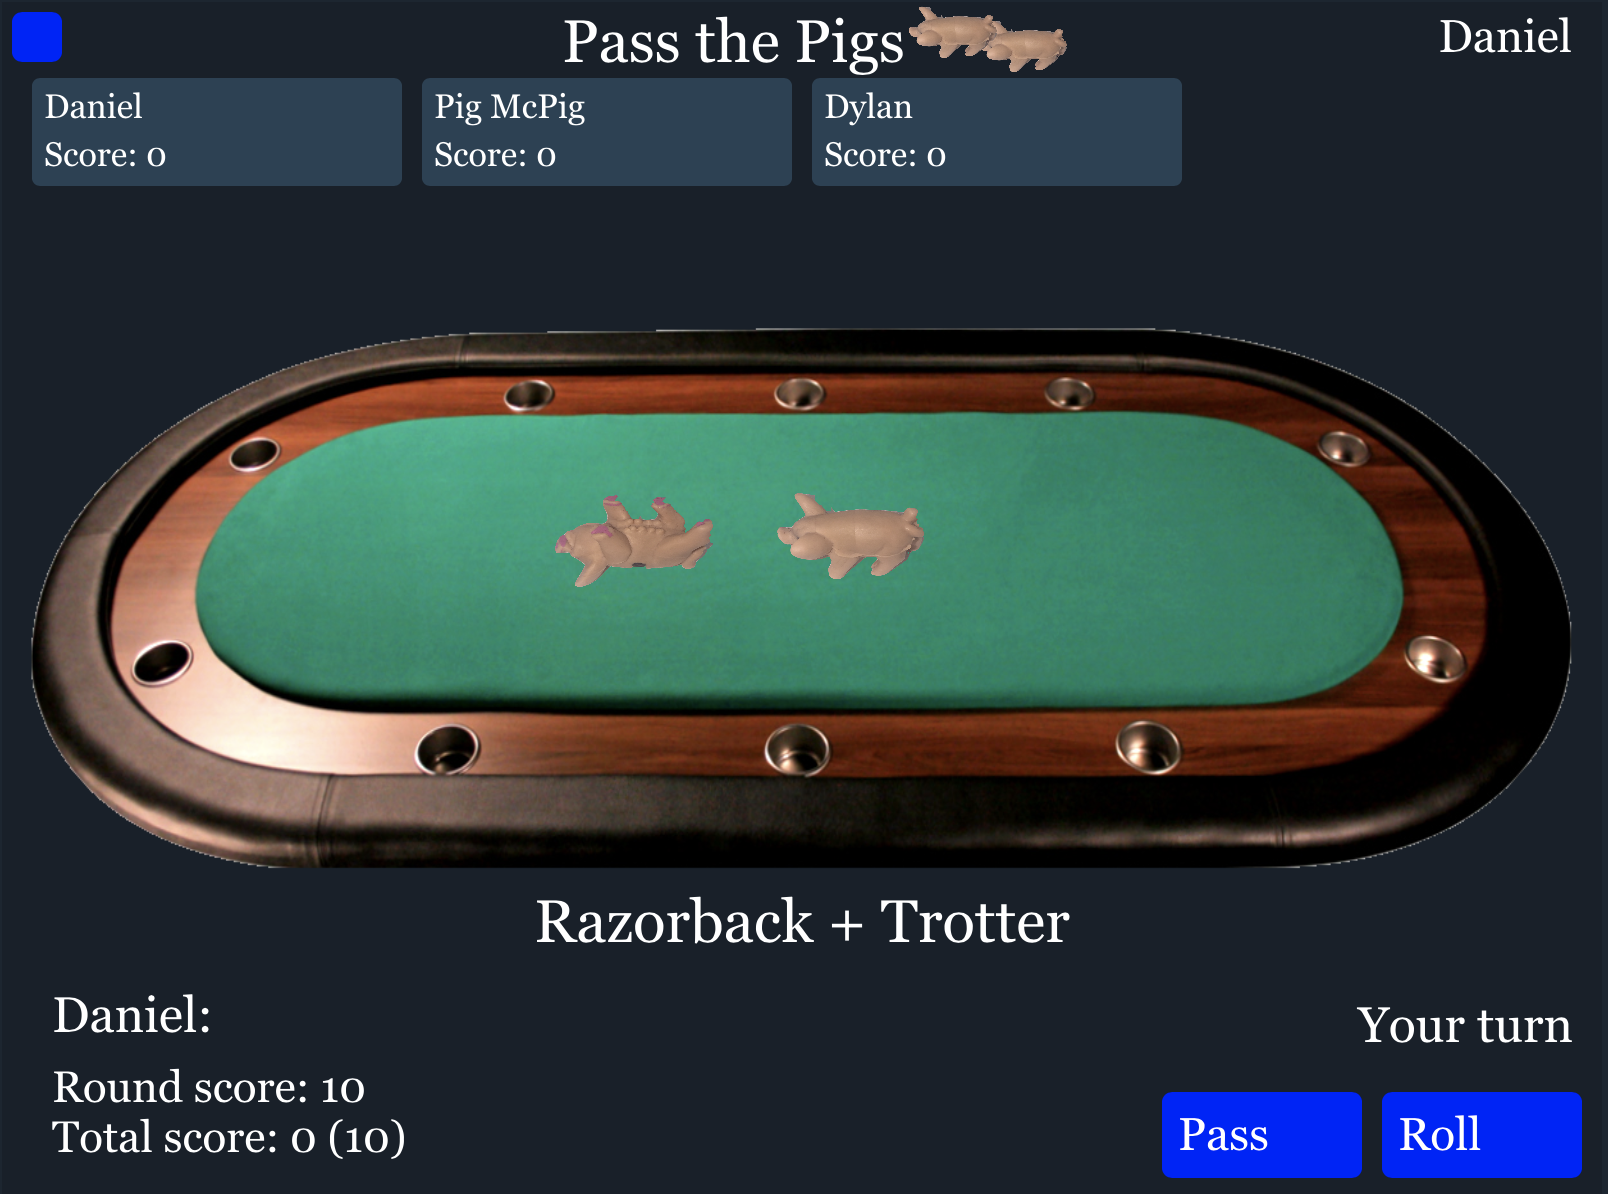 Pass the Pigs
Daniel
Daniel
Score: 0
Pig McPig
Score: 0
Dylan
Score: 0
Razorback + Trotter
Daniel:
Round score: 10
Total score: 0 (10)
Your turn
Pass
Roll